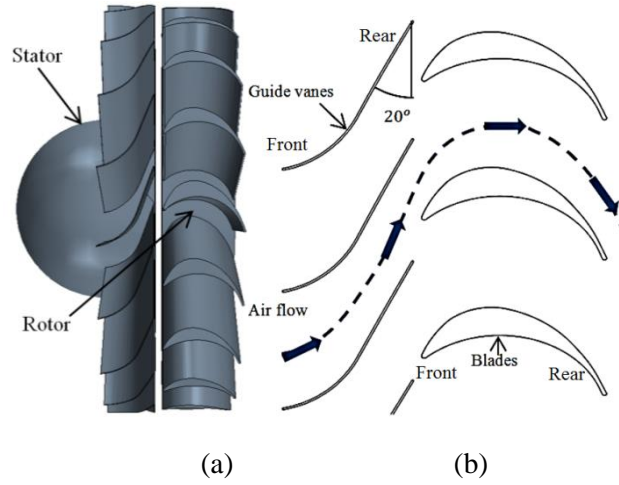 Stator
Rotor
Rear
Guide vanes
20°
Front
Air flow
Front
Blades
Rear
(a)
(b)